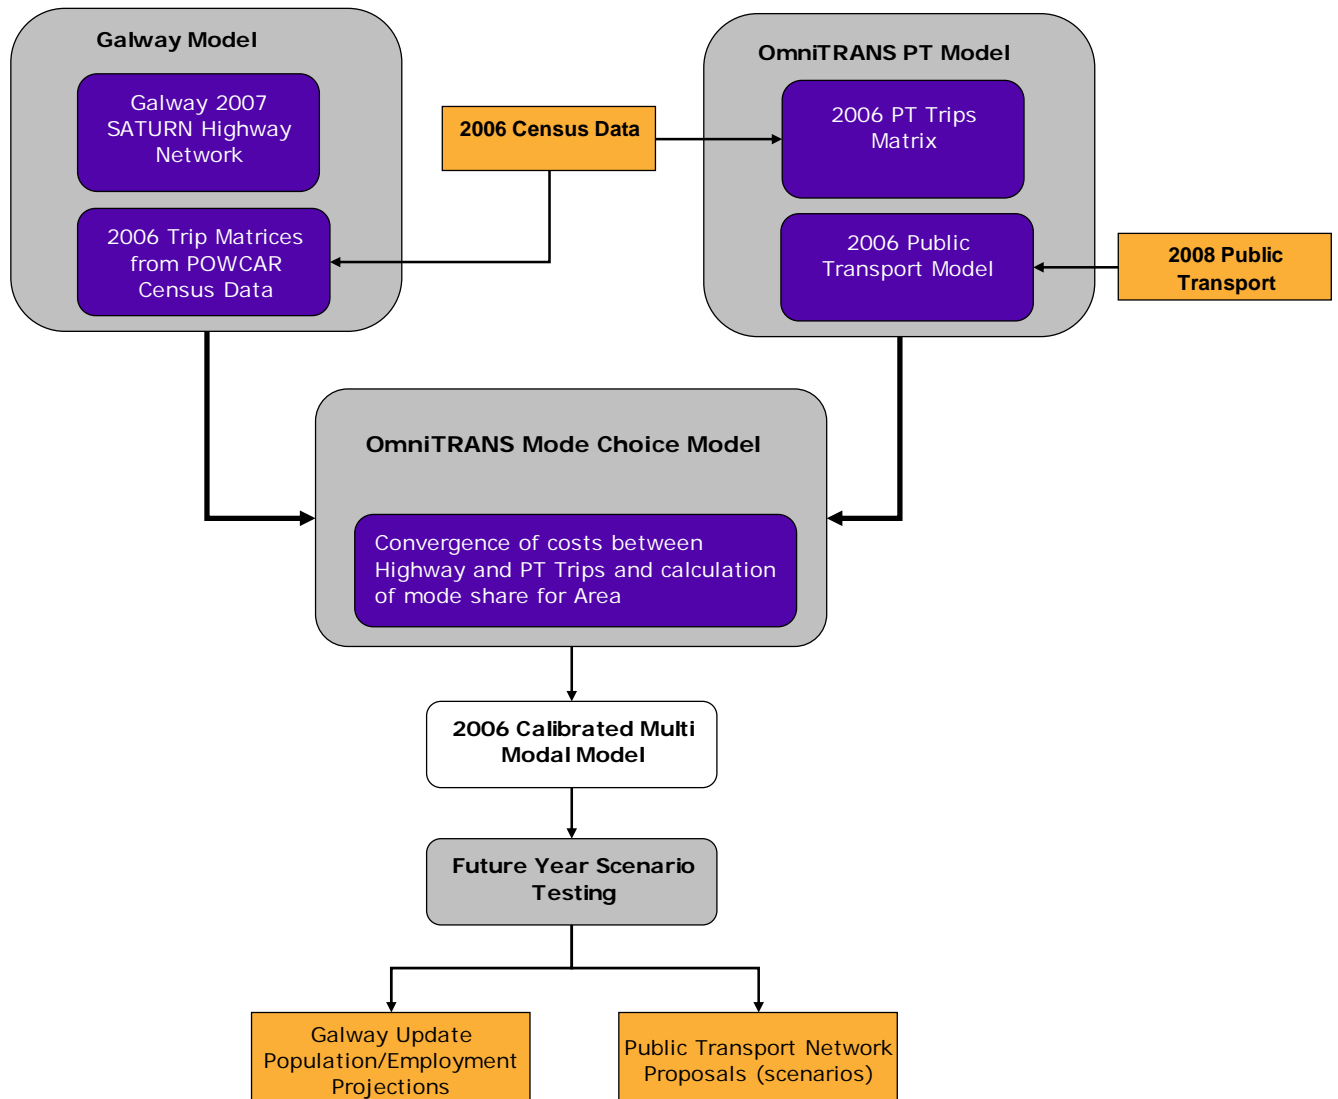 Galway Model
Galway 2007
SATURN Highway
Network
2006 Trip Matrices
from POWCAR
Census Data
2006 Census Data
OmniTRANS PT Model
2006 PT Trips
Matrix
2006 Public
Transport Model
2008 Public
Transport
OmniTRANS Mode Choice Model
Convergence of costs between
Highway and PT Trips and calculation
of mode share for Area
2006 Calibrated Multi
Modal Model
Future Year Scenario
Testing
Galway Update
Population/Employment
Projections
Public Transport Network
Proposals (scenarios)